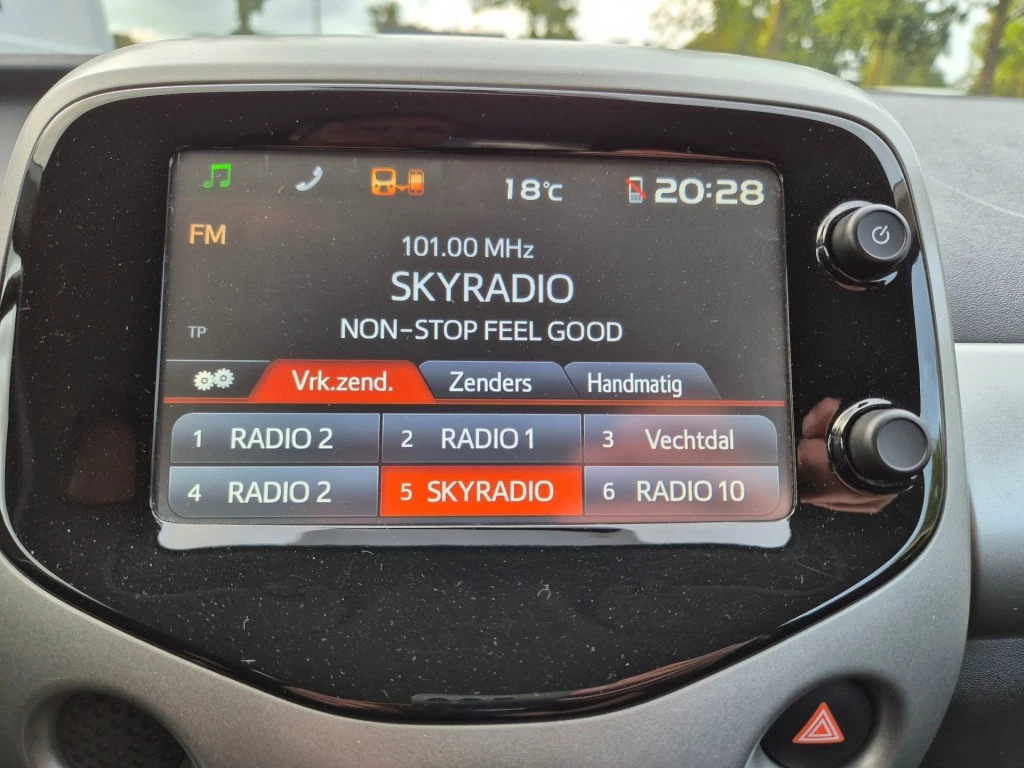 18°C 20:28
FM
101.00 MHz
SKYRADIO
TP
NON-STOP FEEL GOOD
Vrk.zend. Zenders Handmatig
1 RADIO 2 2 RADIO 1 3 Vechtdal
4 RADIO 2 5 SKYRADIO 6 RADIO 10